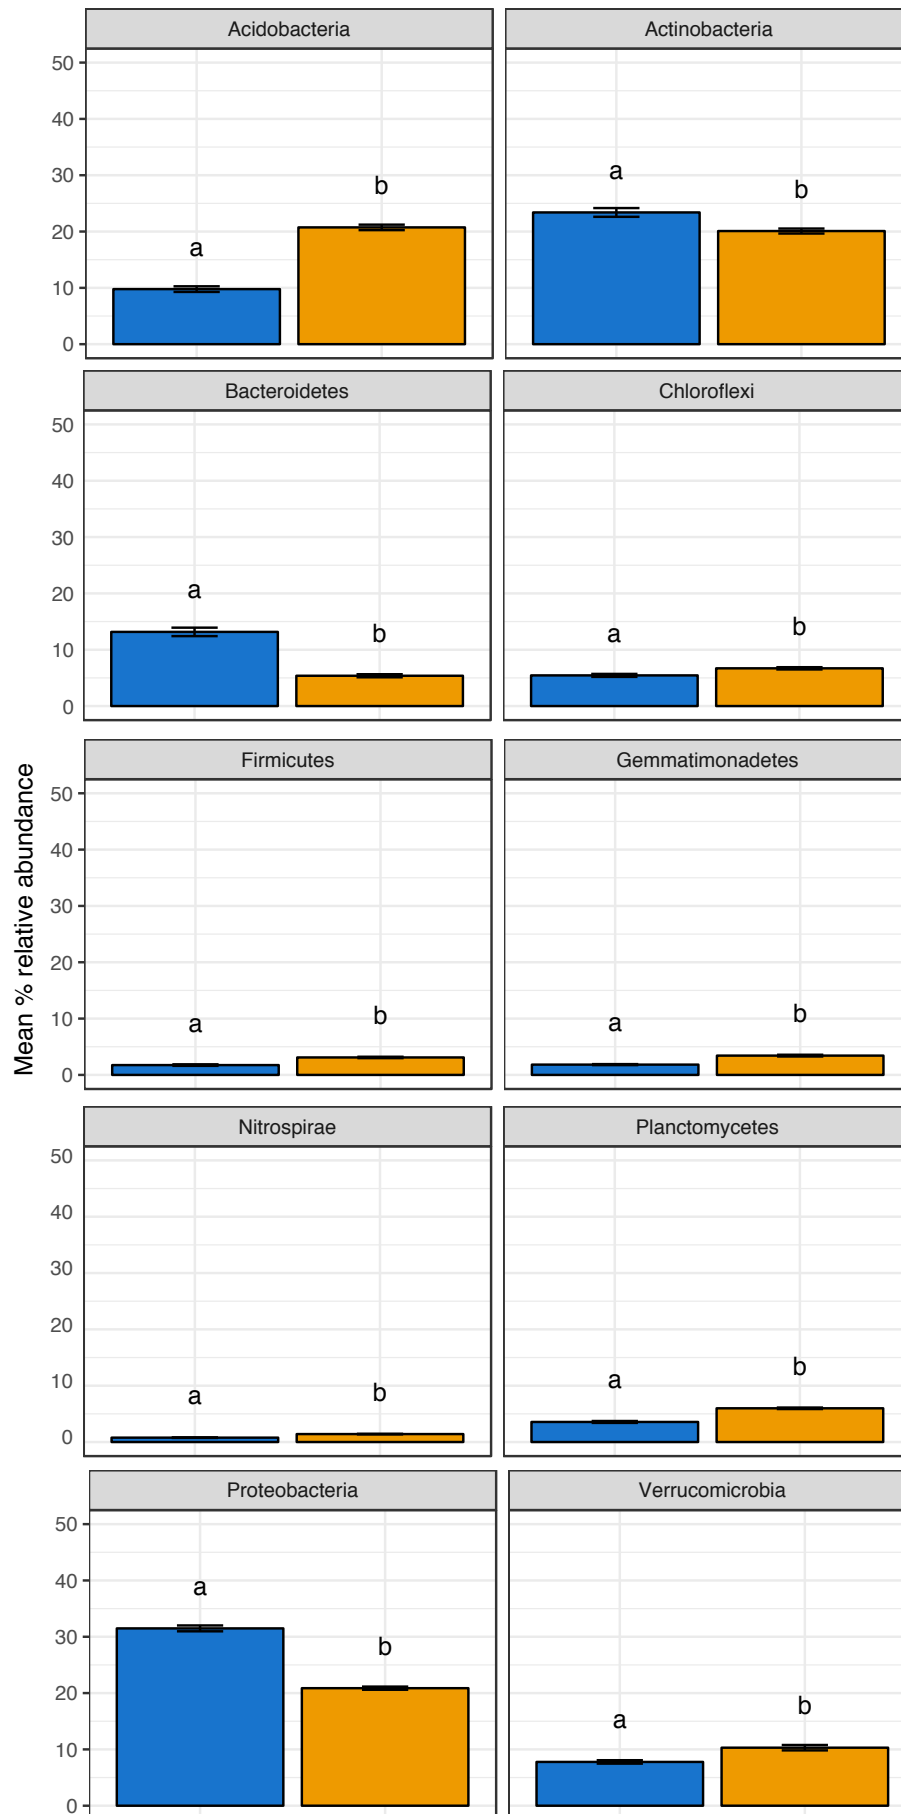 Acidobacteria
Actinobacteria
50
40
30
20
10
0
a
b
a
b
Bacteroidetes
Chloroflexi
50
40
30
20
10
0
a
b
a
b
Mean % relative abundance
Firmicutes
Gemmatimonadetes
50
40
30
20
10
0
a
b
a
b
Nitrospirae
Planctomycetes
50
40
30
20
10
0
a
b
a
b
Proteobacteria
Verrucomicrobia
50
40
30
20
10
0
a
b
a
b